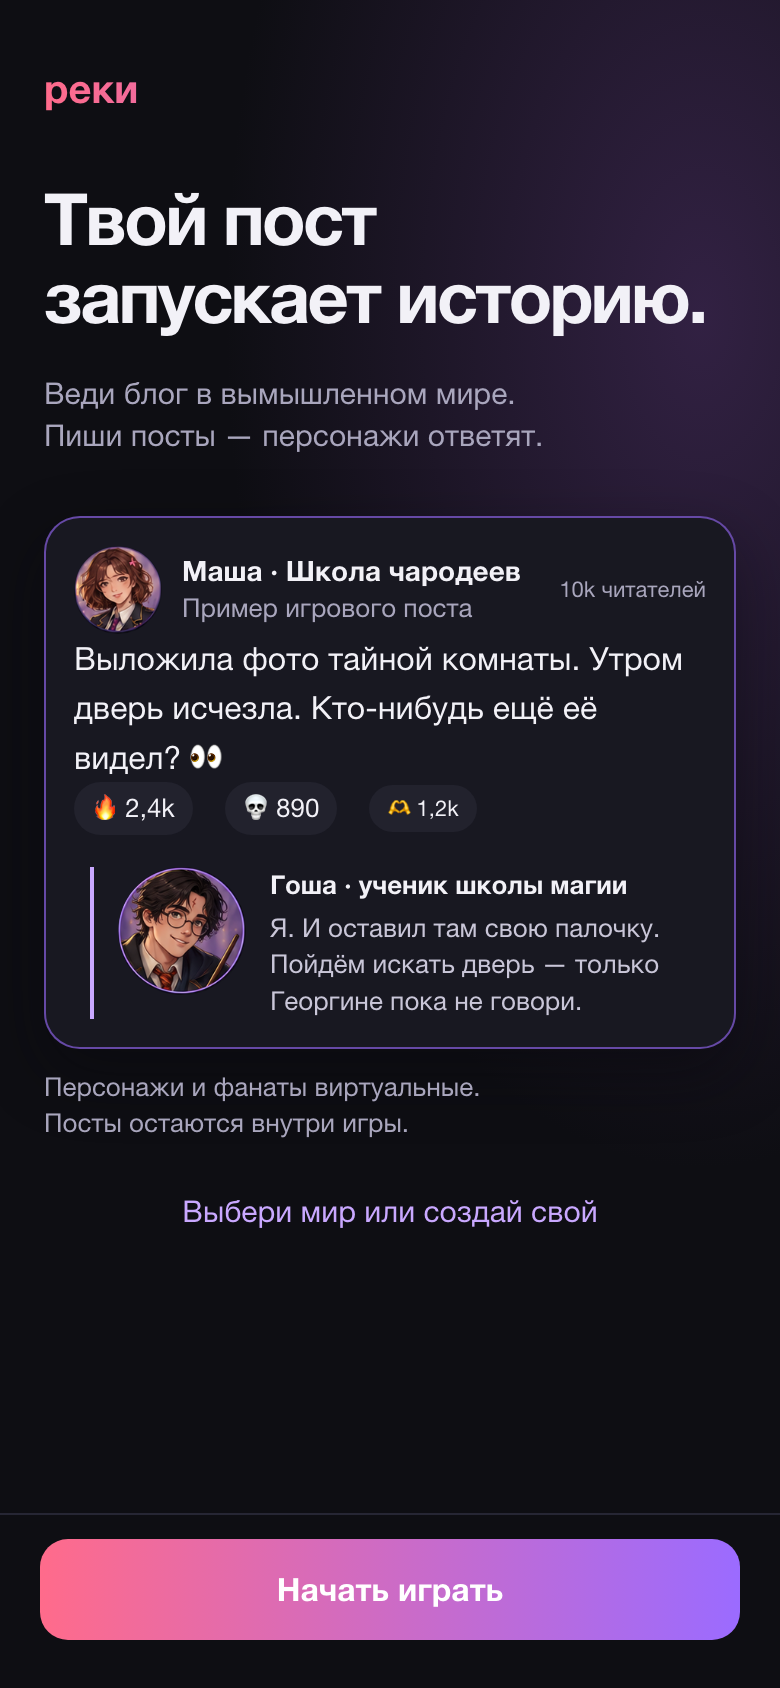 реки
Твой пост
запускает историю.
Веди блог в вымышленном мире.
Пиши посты — персонажи ответят.
Маша · Школа чародеев
Пример игрового поста
10k читателей
Выложила фото тайной комнаты. Утром
дверь исчезла. Кто-нибудь ещё её
видел? 👀
🔥 2,4k 💀 890 🫶 1,2k
Гоша · ученик школы магии
Я. И оставил там свою палочку.
Пойдём искать дверь — только
Георгине пока не говори.
Персонажи и фанаты виртуальные.
Посты остаются внутри игры.
Выбери мир или создай свой
Начать играть